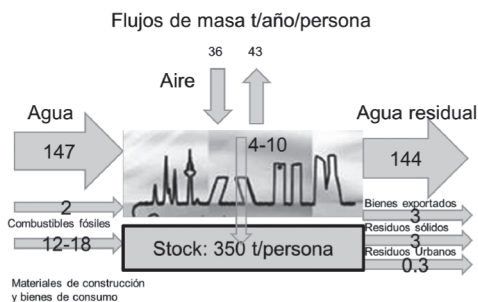 Flujos de masa t/año/persona
36 43
Aire
Agua
Agua residual
147
4-10
144
2
Bienes exportados
3
Combustibles fósiles
Residuos sólidos
12-18
Stock: 350 t/persona
3
Residuos Urbanos
0.3
Materiales de construcción
y bienes de consumo